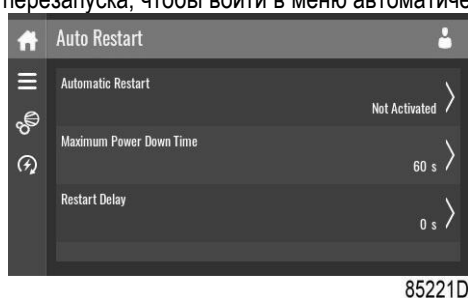 перезапуска, чтобы войти в меню автоматиче
Auto Restart
Automatic Restart
Not Activated
Maximum Power Down Time
60 s
Restart Delay
0 s
85221D